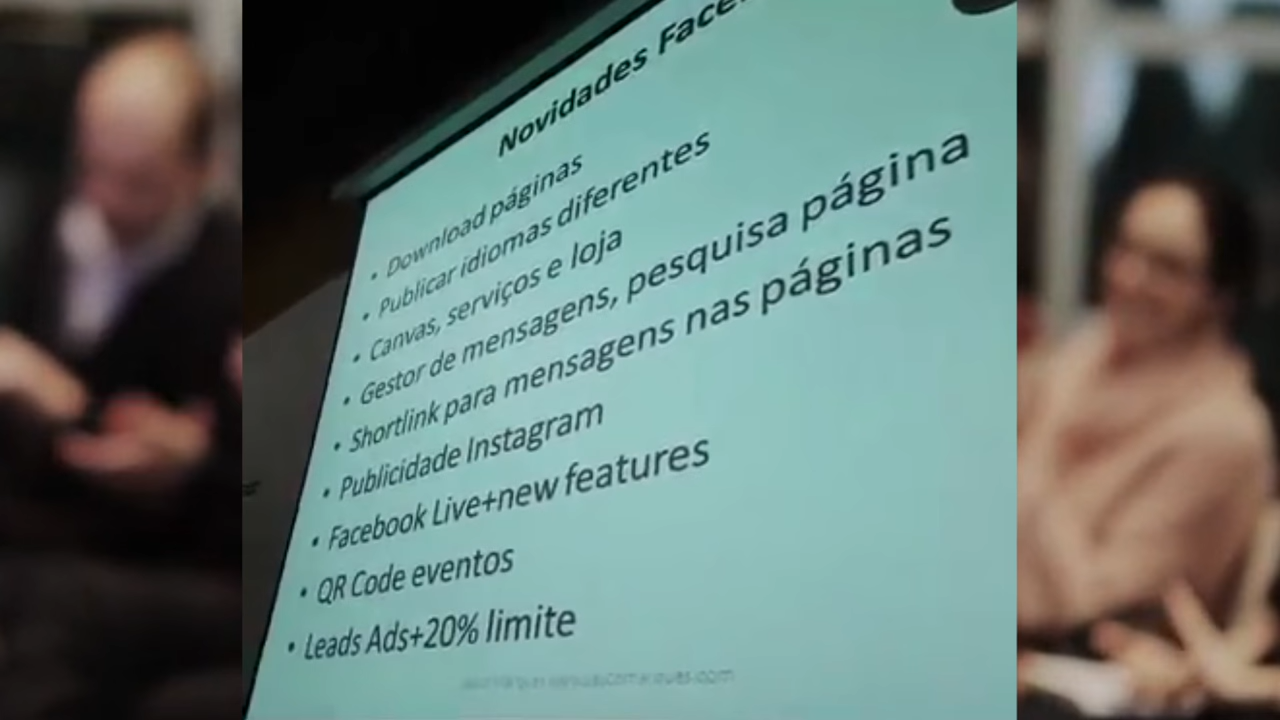 Novidades
• Download páginas
• Publicar idiomas diferentes
• Canvas, serviços e loja
• Gestor de mensagens, pesquisa página
• Shortlink para mensagens nas páginas
• Publicidade Instagram
• Facebook Live+new features
• QR Code eventos
• Leads Ads+20% limite